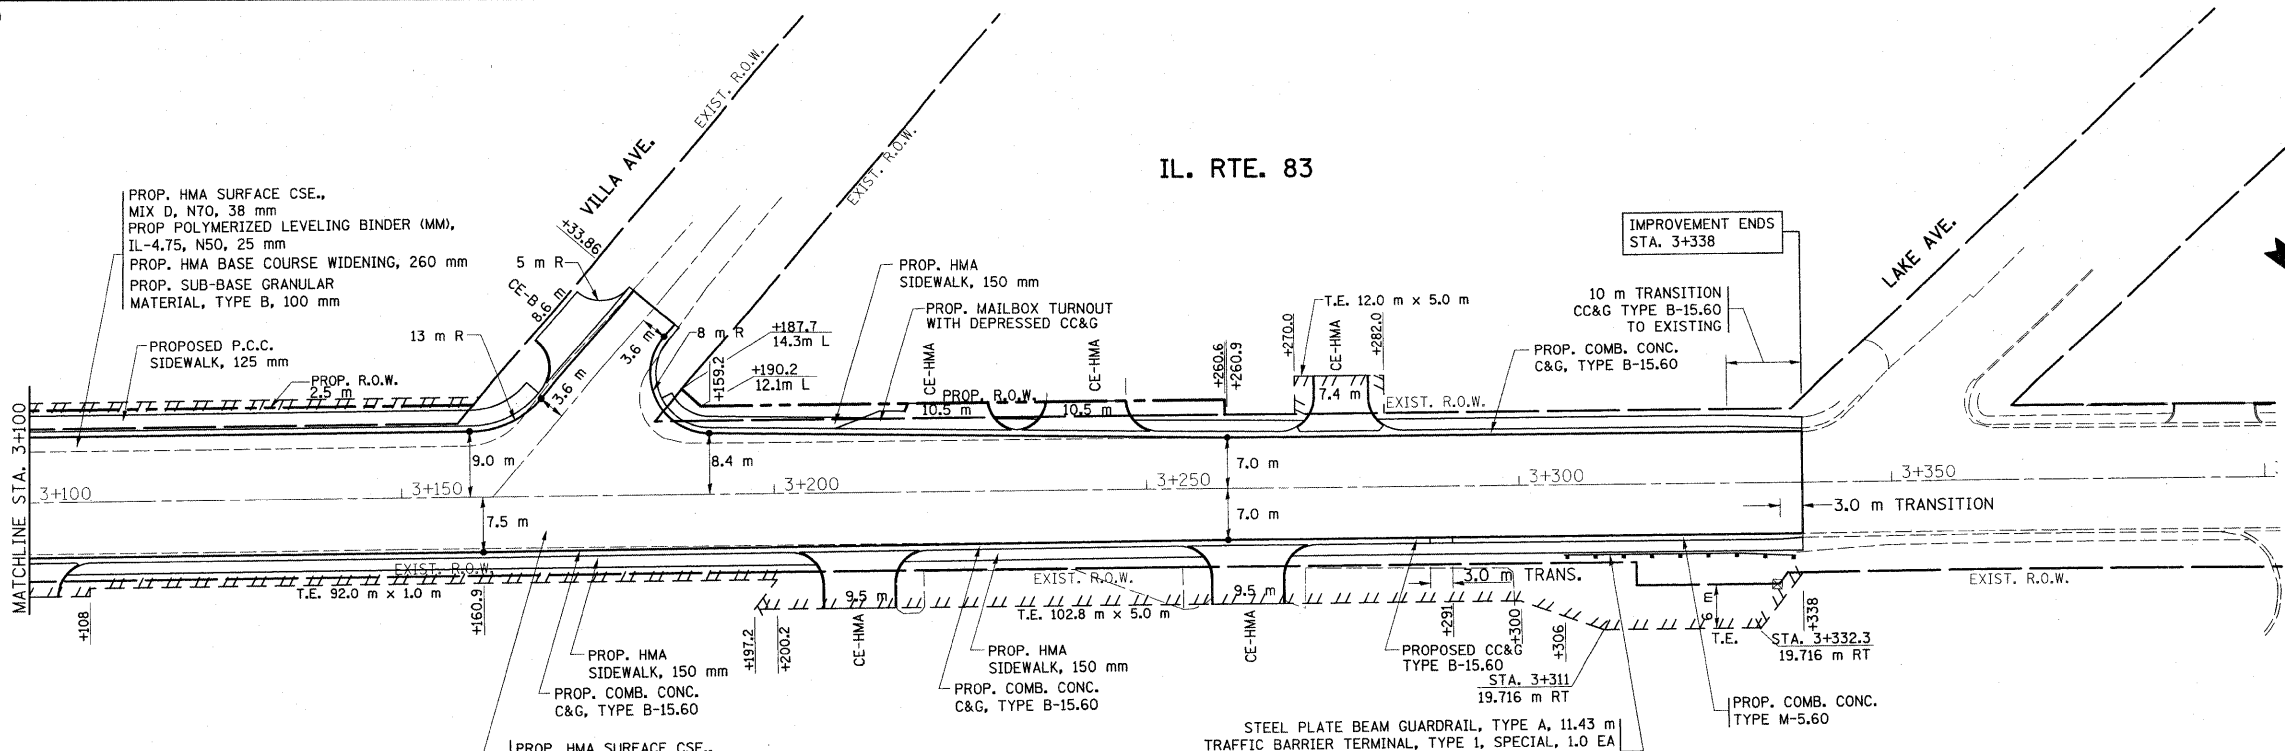 IL. RTE. 83
EXIST. R.O.W.
EXIST. R.O.W.
VILLA AVE.
+33.86
PROP. HMA SURFACE CSE.,
MIX D, N70, 38 mm
PROP POLYMERIZED LEVELING BINDER (MM),
IL-4.75, N50, 25 mm
PROP. HMA BASE COURSE WIDENING, 260 mm
PROP. SUB-BASE GRANULAR
MATERIAL, TYPE B, 100 mm
PROPOSED P.C.C.
SIDEWALK, 125 mm
PROP. R.O.W.
2.5 m
5 m R
CE-B
8.6 m
13 m R
3.6 m
3.6 m
8 m R
+187.7
14.3m L
+190.2
12.1m L
+159.2
PROP. HMA
SIDEWALK, 150 mm
PROP. MAILBOX TURNOUT
WITH DEPRESSED CC&G
CE-HMA
CE-HMA
PROP. R.O.W.
10.5 m
10.5 m
+260.6
+260.9
T.E. 12.0 m x 5.0 m
+270.0
CE-HMA
+282.0
7.4 m
EXIST. R.O.W.
IMPROVEMENT ENDS
STA. 3+338
10 m TRANSITION
CC&G TYPE B-15.60
TO EXISTING
PROP. COMB. CONC.
C&G, TYPE B-15.60
LAKE AVE.
MATCHLINE STA. 3+100
3+100
3+150
3+200
3+250
3+300
3+350
9.0 m
8.4 m
7.0 m
7.5 m
7.0 m
3.0 m TRANSITION
EXIST. R.O.W.
T.E. 92.0 m x 1.0 m
+108
+160.9
+197.2
+200.2
9.5 m
CE-HMA
EXIST. R.O.W.
T.E. 102.8 m x 5.0 m
9.5 m
CE-HMA
3.0 m TRANS.
+291
+300
+306
6 m
T.E.
+338
EXIST. R.O.W.
STA. 3+332.3
19.716 m RT
PROP. HMA
SIDEWALK, 150 mm
PROP. COMB. CONC.
C&G, TYPE B-15.60
PROP. HMA
SIDEWALK, 150 mm
PROP. COMB. CONC.
C&G, TYPE B-15.60
PROPOSED CC&G
TYPE B-15.60
STA. 3+311
19.716 m RT
PROP. COMB. CONC.
TYPE M-5.60
STEEL PLATE BEAM GUARDRAIL, TYPE A, 11.43 m
TRAFFIC BARRIER TERMINAL, TYPE 1, SPECIAL, 1.0 EA
PROP. HMA SURFACE CSE.,